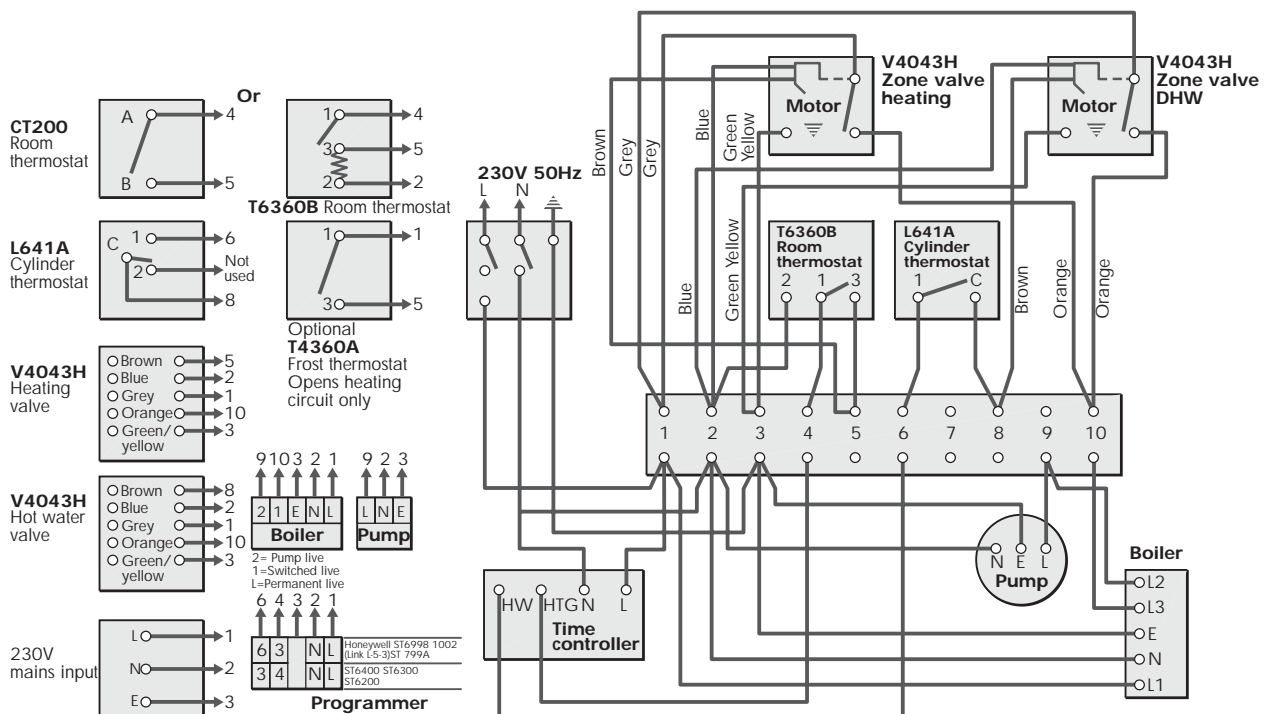 CT200
Room
thermostat
A
B
4
5
Or
1
3
2
4
5
2
T6360B Room thermostat
L641A
Cylinder
thermostat
C
1
2
6
Not
used
8
1
3
1
5
Optional
T4360A
Frost thermostat
Opens heating
circuit only
V4043H
Heating
valve
Brown 5
Blue 2
Grey 1
Orange 10
Green/
yellow 3
V4043H
Hot water
valve
Brown 8
Blue 2
Grey 1
Orange 10
Green/
yellow 3
9 10 3 2 1
2 1 E N L
Boiler
2= Pump live
1=Switched live
L=Permanent live
9 2 3
L N E
Pump
230V
mains input
L 1
N 2
E 3
6 4 3 2 1
6 3 N L
Honeywell ST6998 1002
(Link L-5-3)ST 799A
3 4 N L
ST6400 ST6300
ST6200
Programmer
230V 50Hz
L N
Brown
Grey
Grey
Blue
Green
Yellow
Motor
V4043H
Zone valve
heating
Motor
V4043H
Zone valve
DHW
Blue
Green Yellow
T6360B
Room
thermostat
2 1 3
L641A
Cylinder
thermostat
1 C
Brown
Orange
Orange
1 2 3 4 5 6 7 8 9 10
HW HTG N L
Time
controller
N E L
Pump
Boiler
L2
L3
E
N
L1